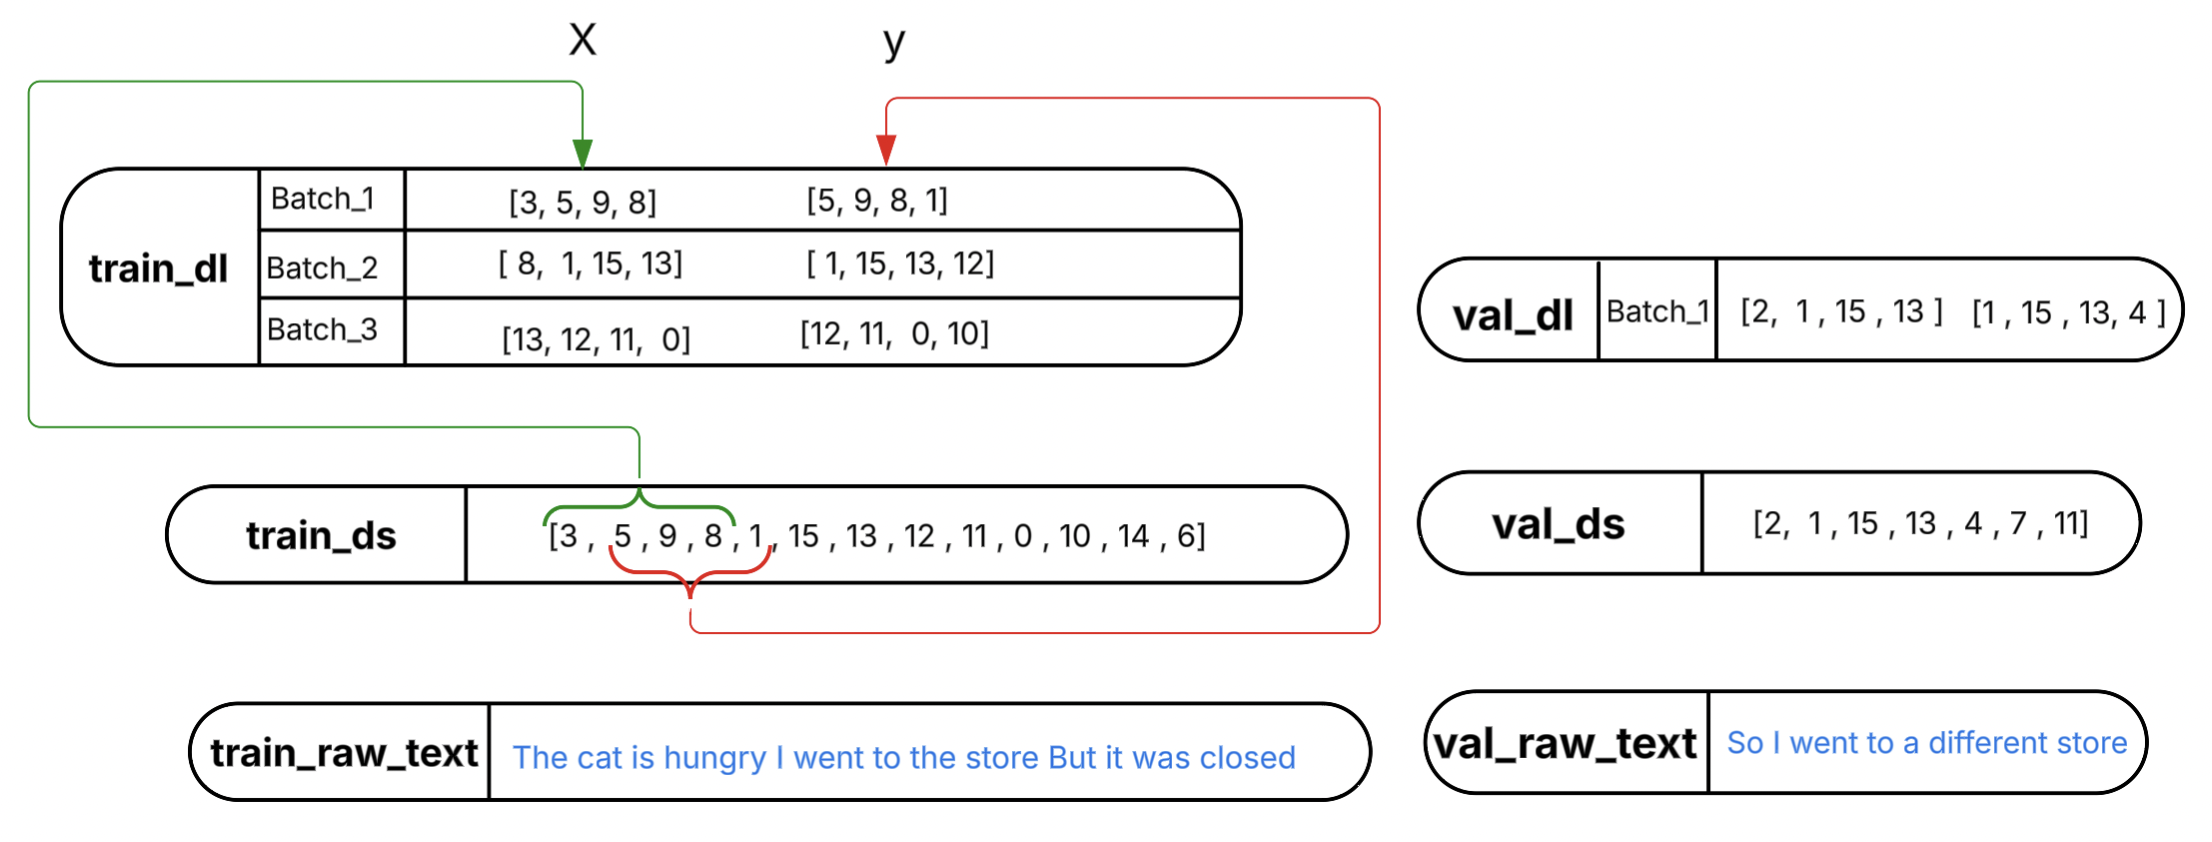 X y
train_dl
Batch_1 [3, 5, 9, 8] [5, 9, 8, 1]
Batch_2 [ 8, 1, 15, 13] [ 1, 15, 13, 12]
Batch_3 [13, 12, 11, 0] [12, 11, 0, 10]
train_ds [3 , 5 , 9 , 8 , 1 , 15 , 13 , 12 , 11 , 0 , 10 , 14 , 6]
train_raw_text The cat is hungry I went to the store But it was closed
val_dl Batch_1 [2, 1 , 15 , 13 ] [1 , 15 , 13, 4 ]
val_ds [2, 1 , 15 , 13 , 4 , 7 , 11]
val_raw_text So I went to a different store